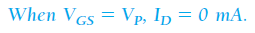 When V_GS = V_P, I_D = 0 mA.